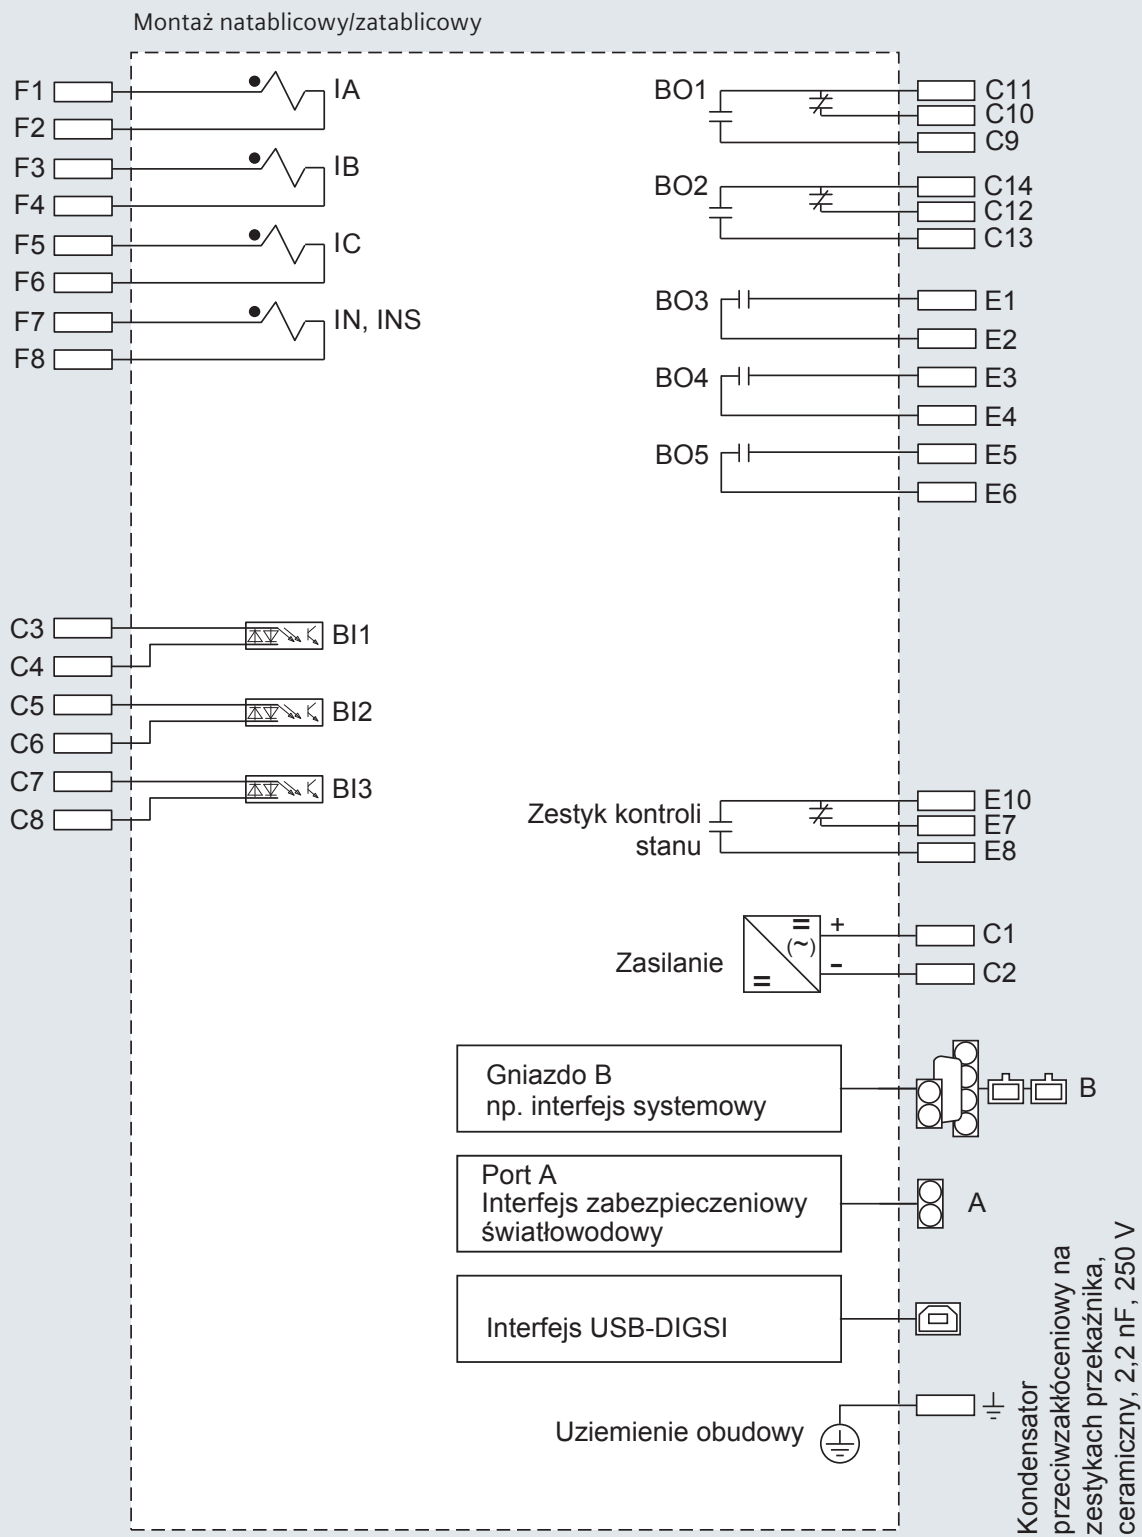 Montaż natablicowy/zatablicowy
F1
IA
F2
F3
IB
F4
F5
IC
F6
F7
IN, INS
F8
BO1
C11
C10
C9
BO2
C14
C12
C13
BO3
E1
E2
BO4
E3
E4
BO5
E5
E6
C3
BI1
C4
C5
BI2
C6
C7
BI3
C8
Zestyk kontroli
stanu
E10
E7
E8
Zasilanie
=
(~)
=
+
-
C1
C2
Gniazdo B
np. interfejs systemowy
B
Port A
Interfejs zabezpieczeniowy
światłowodowy
A
Interfejs USB-DIGSI
Uziemienie obudowy
Kondensator
przeciwzakłóceniowy na
zestykach przekaźnika,
ceramiczny, 2,2 nF, 250 V